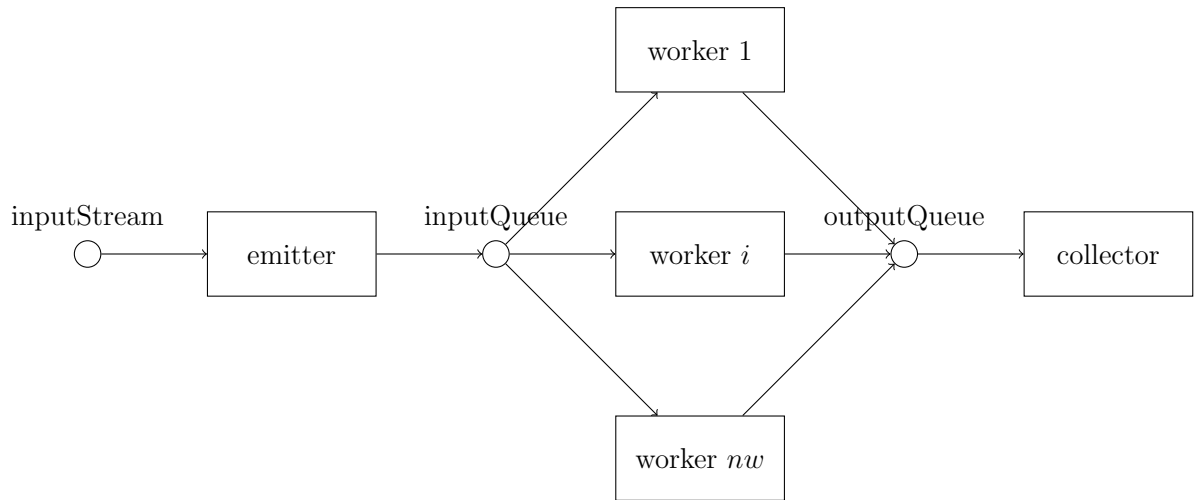 worker 1
inputStream
inputQueue
outputQueue
emitter
worker i
collector
worker nw